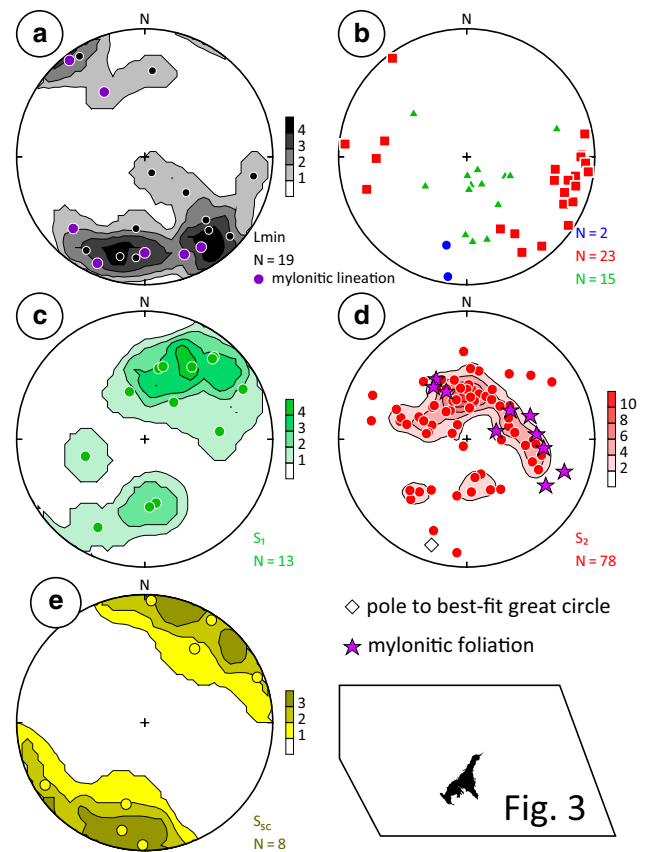 a
N
4
3
2
1
Lmin
N = 19
mylonitic lineation
b
N
N = 2
N = 23
N = 15
c
N
4
3
2
1
S₁
N = 13
d
N
10
8
6
4
2
S₂
N = 78
e
N
3
2
1
Ssc
N = 8
pole to best-fit great circle
mylonitic foliation
Fig. 3